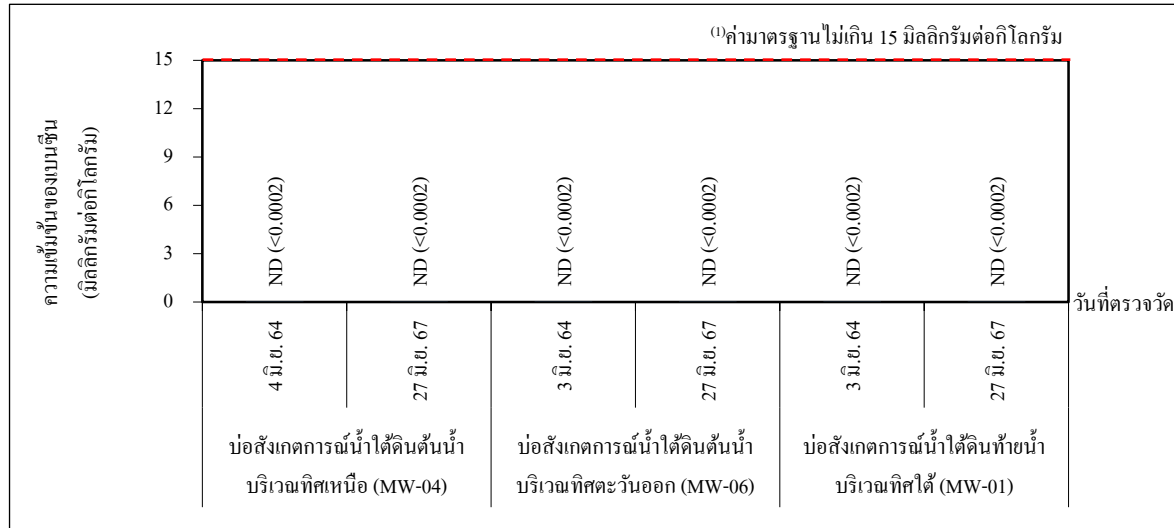 ⁽¹⁾ค่ามาตรฐานไม่เกิน 15 มิลลิกรัมต่อกิโลกรัม
ความเข้มข้นของเบนซีน
(มิลลิกรัมต่อกิโลกรัม)
15
12
9
6
3
0
ND (<0.0002)
ND (<0.0002)
ND (<0.0002)
ND (<0.0002)
ND (<0.0002)
ND (<0.0002)
วันที่ตรวจวัด
4 มิ.ย. 64
27 มิ.ย. 67
3 มิ.ย. 64
27 มิ.ย. 67
3 มิ.ย. 64
27 มิ.ย. 67
บ่อสังเกตการณ์น้ำใต้ดินต้นน้ำ
บริเวณทิศเหนือ (MW-04)
บ่อสังเกตการณ์น้ำใต้ดินต้นน้ำ
บริเวณทิศตะวันออก (MW-06)
บ่อสังเกตการณ์น้ำใต้ดินท้ายน้ำ
บริเวณทิศใต้ (MW-01)